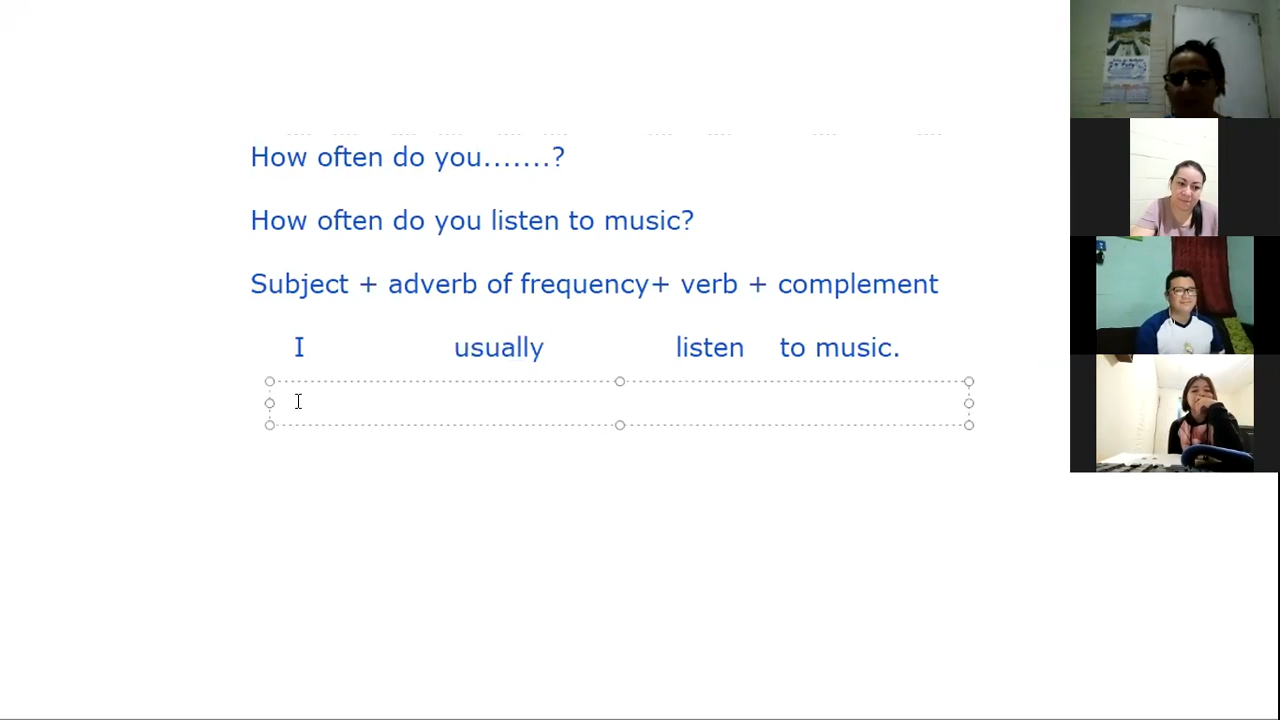 How often do you.......?
How often do you listen to music?
Subject + adverb of frequency+ verb + complement
I usually listen to music.